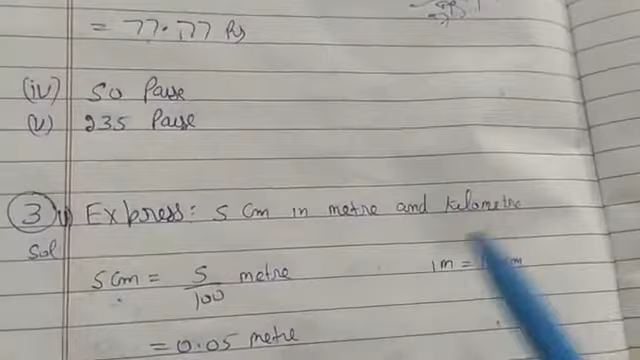 = 77.77 Rs
(iv) 50 Paise
(v) 235 Paise
3 i) Express: 5 cm in metre and kilometre
Sol
5 cm = 5/100 metre
1m =
= 0.05 metre